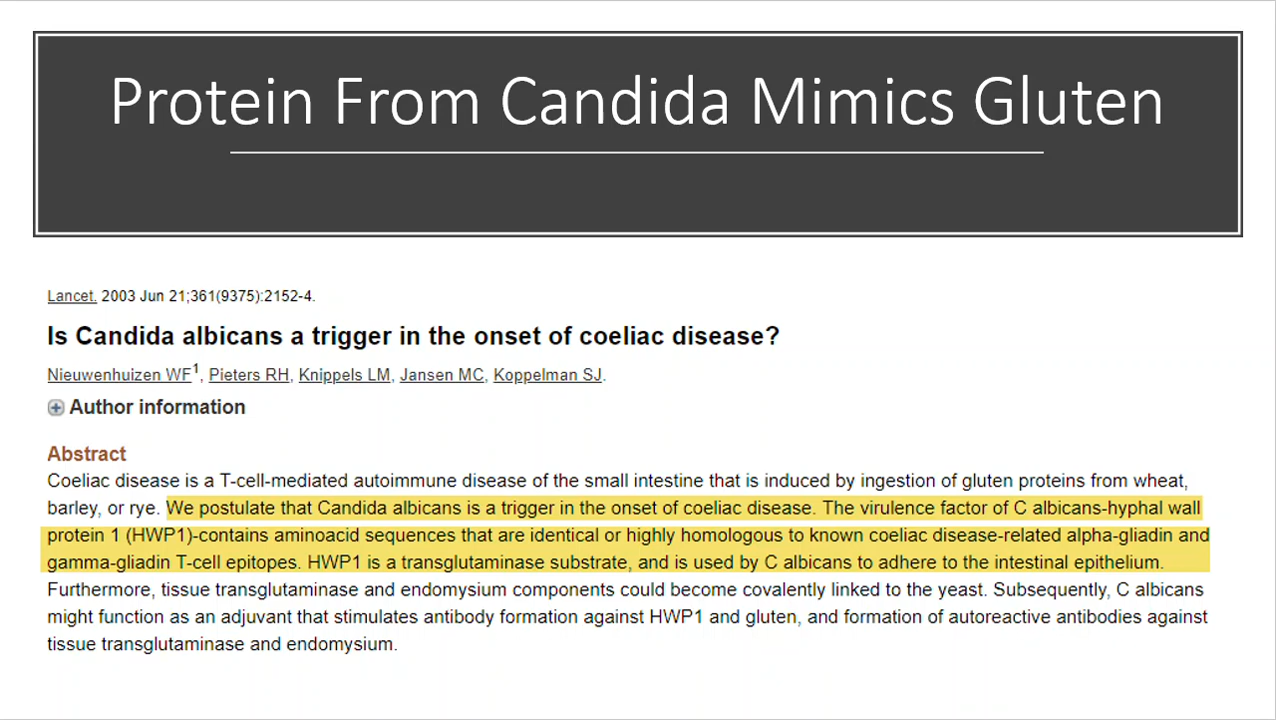 Protein From Candida Mimics Gluten
Lancet. 2003 Jun 21;361(9375):2152-4.
Is Candida albicans a trigger in the onset of coeliac disease?
Nieuwenhuizen WF1, Pieters RH, Knippels LM, Jansen MC, Koppelman SJ.
Author information
Abstract
Coeliac disease is a T-cell-mediated autoimmune disease of the small intestine that is induced by ingestion of gluten proteins from wheat,
barley, or rye. We postulate that Candida albicans is a trigger in the onset of coeliac disease. The virulence factor of C albicans-hyphal wall
protein 1 (HWP1)-contains aminoacid sequences that are identical or highly homologous to known coeliac disease-related alpha-gliadin and
gamma-gliadin T-cell epitopes. HWP1 is a transglutaminase substrate, and is used by C albicans to adhere to the intestinal epithelium.
Furthermore, tissue transglutaminase and endomysium components could become covalently linked to the yeast. Subsequently, C albicans
might function as an adjuvant that stimulates antibody formation against HWP1 and gluten, and formation of autoreactive antibodies against
tissue transglutaminase and endomysium.